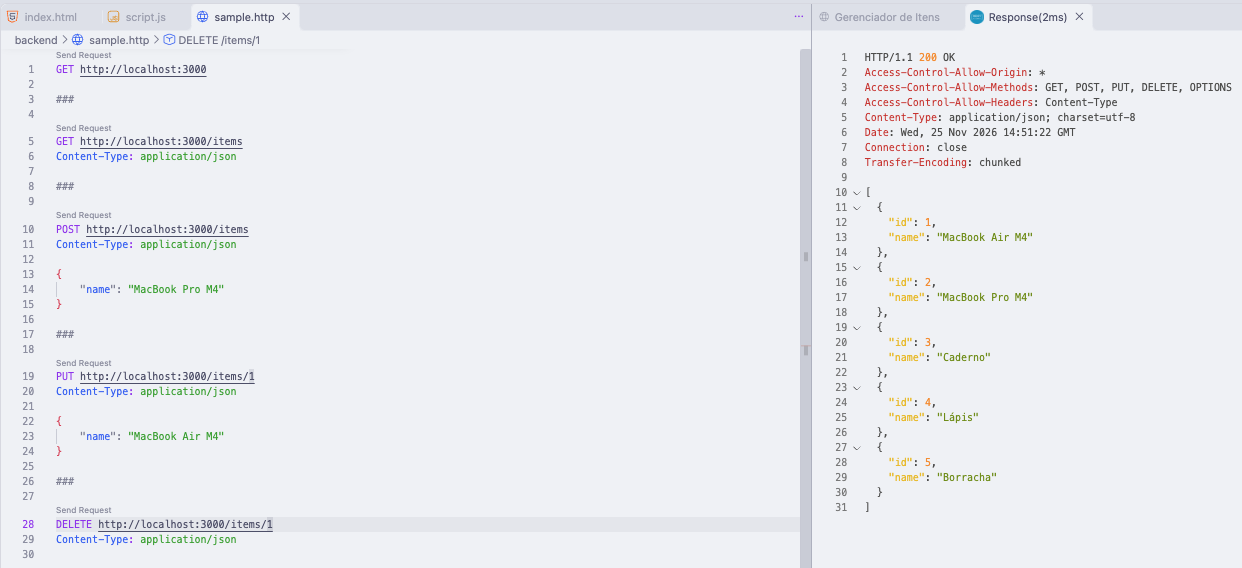 index.html script.js sample.http
backend > sample.http > DELETE /items/1
Send Request
1 GET http://localhost:3000
2
3 ###
4
Send Request
5 GET http://localhost:3000/items
6 Content-Type: application/json
7
8 ###
9
Send Request
10 POST http://localhost:3000/items
11 Content-Type: application/json
12
13 {
14 "name": "MacBook Pro M4"
15 }
16
17 ###
18
Send Request
19 PUT http://localhost:3000/items/1
20 Content-Type: application/json
21
22 {
23 "name": "MacBook Air M4"
24 }
25
26 ###
27
Send Request
28 DELETE http://localhost:3000/items/1
29 Content-Type: application/json
30
Gerenciador de Itens Response(2ms)
1 HTTP/1.1 200 OK
2 Access-Control-Allow-Origin: *
3 Access-Control-Allow-Methods: GET, POST, PUT, DELETE, OPTIONS
4 Access-Control-Allow-Headers: Content-Type
5 Content-Type: application/json; charset=utf-8
6 Date: Wed, 25 Nov 2026 14:51:22 GMT
7 Connection: close
8 Transfer-Encoding: chunked
9
10 [
11 {
12 "id": 1,
13 "name": "MacBook Air M4"
14 },
15 {
16 "id": 2,
17 "name": "MacBook Pro M4"
18 },
19 {
20 "id": 3,
21 "name": "Caderno"
22 },
23 {
24 "id": 4,
25 "name": "Lápis"
26 },
27 {
28 "id": 5,
29 "name": "Borracha"
30 }
31 ]